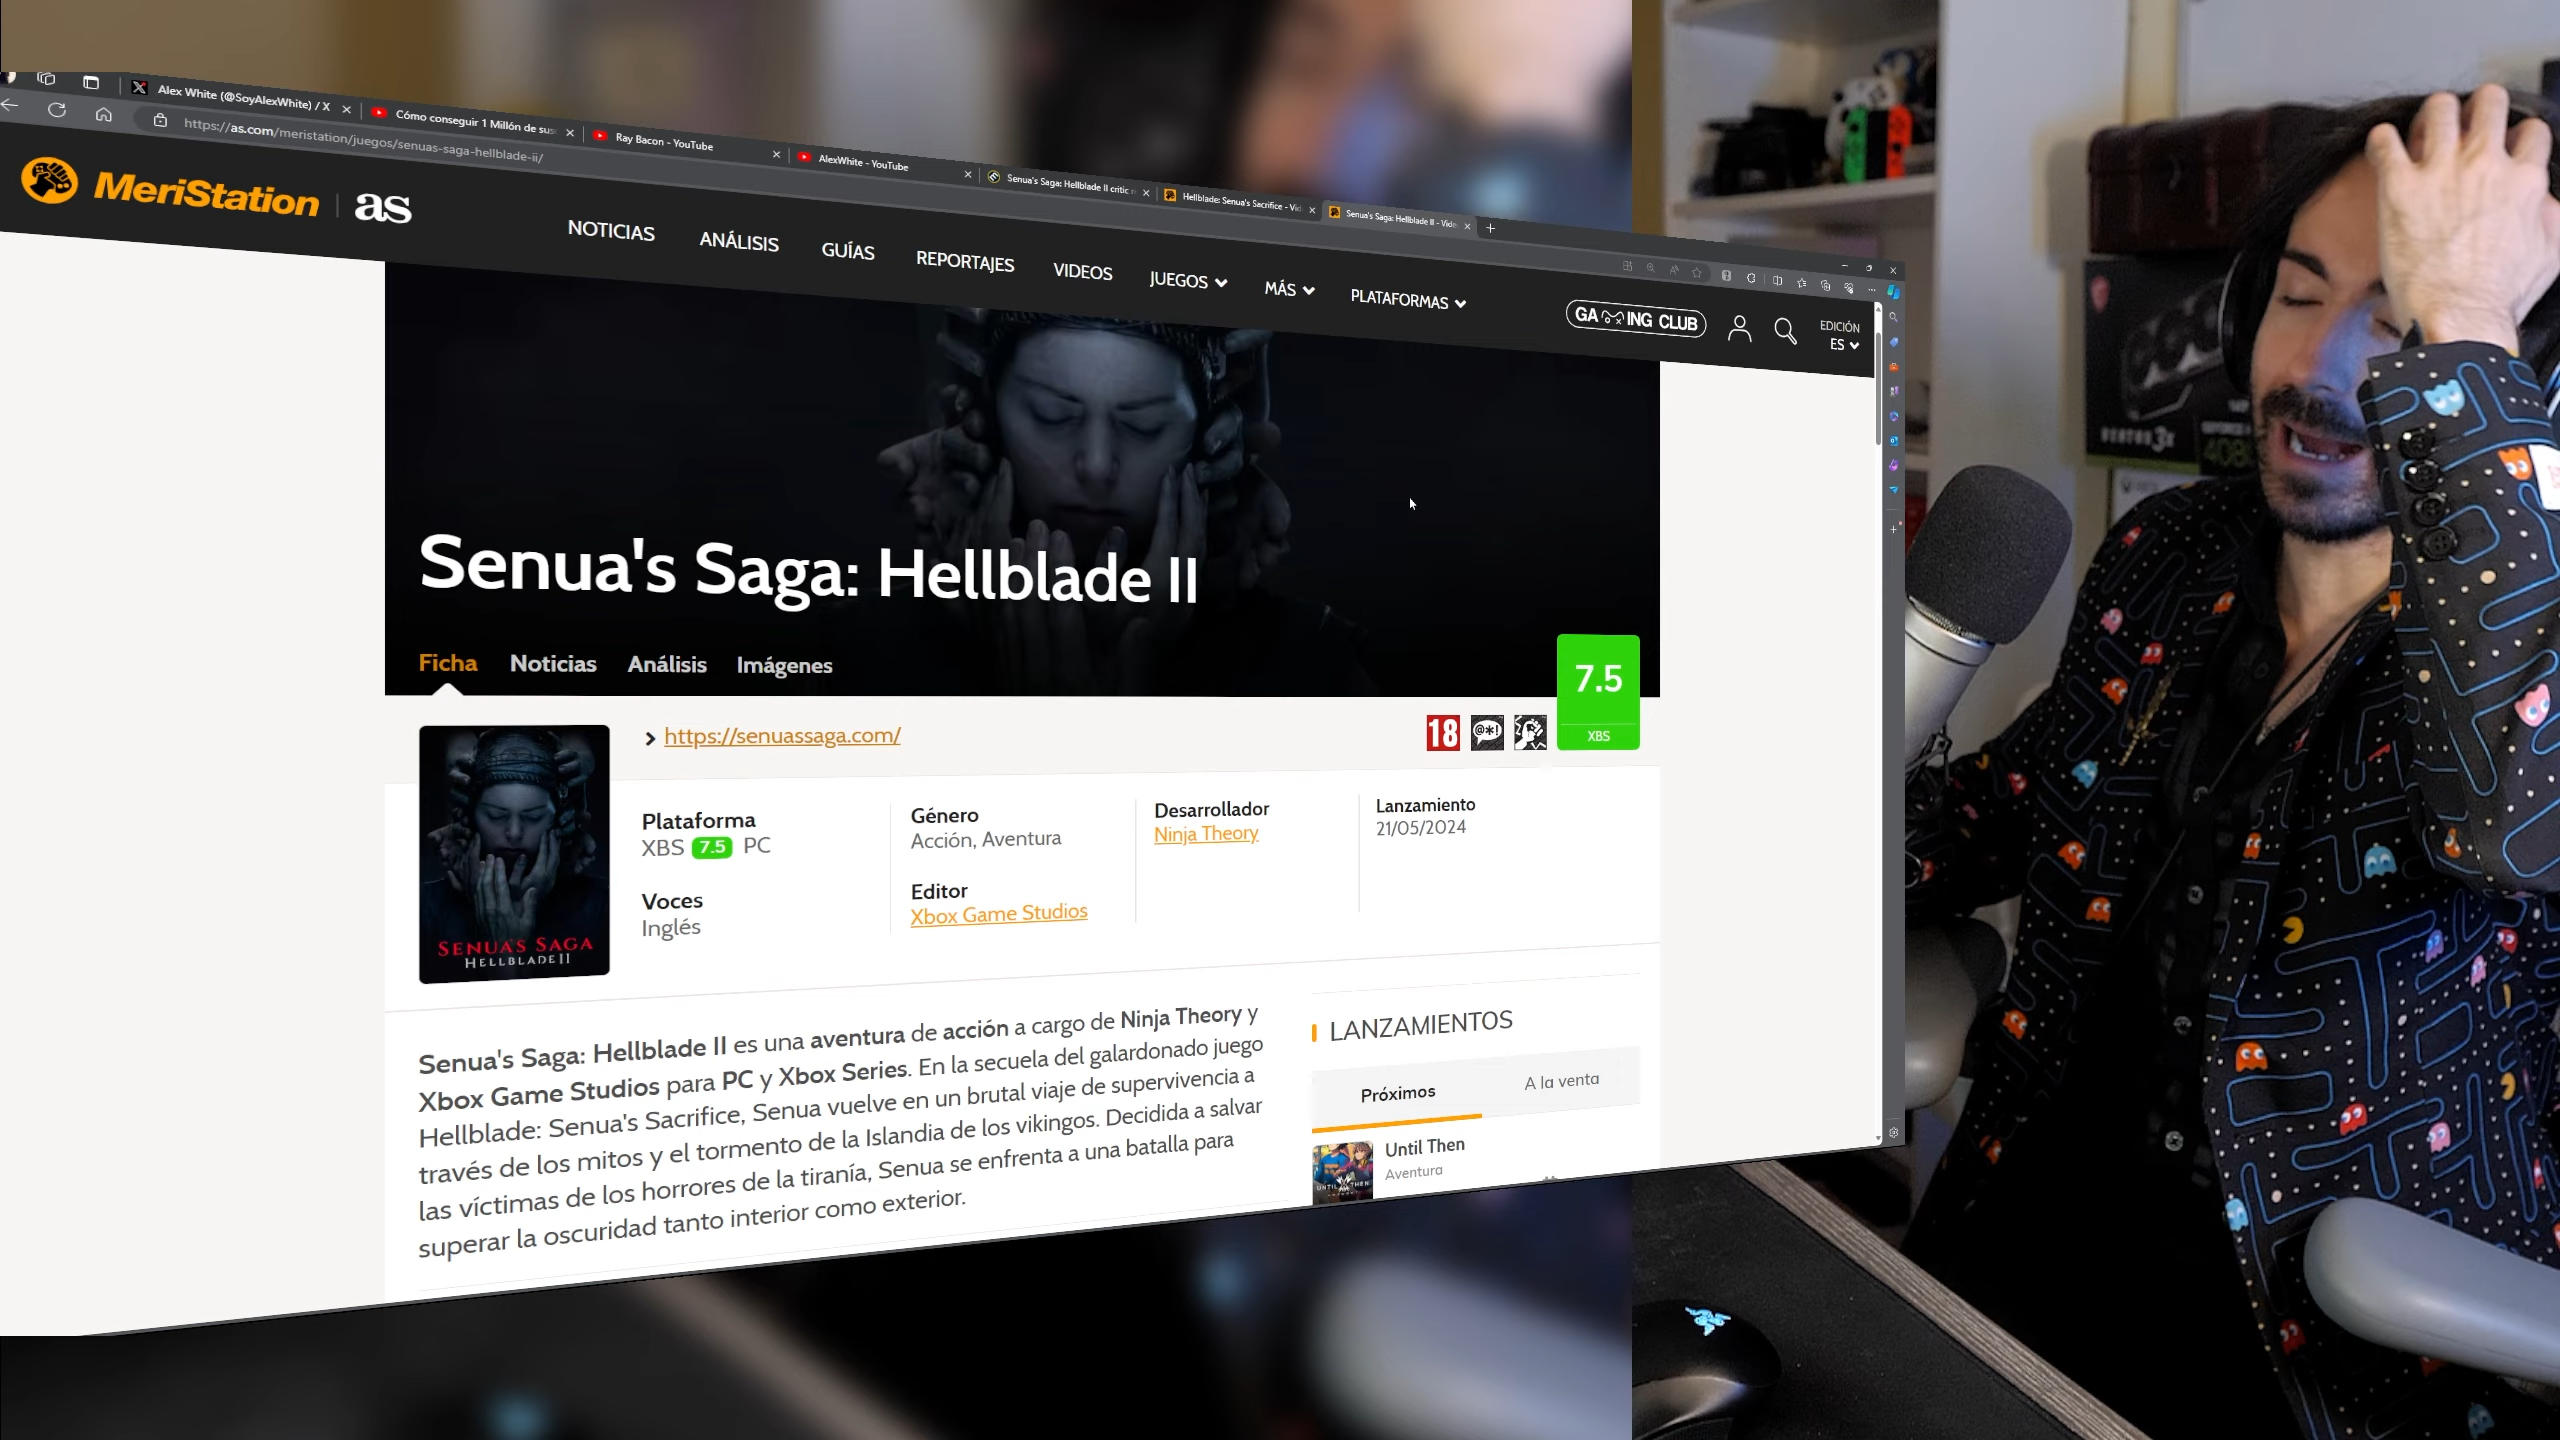 Alex White (@SoyAlexWhite) / X
Cómo conseguir 1 Millón de sus
Ray Bacon - YouTube
AlexWhite - YouTube
Senua's Saga: Hellblade II critic
Hellblade: Senua's Sacrifice - Vid
Senua's Saga: Hellblade II - Vide
https://as.com/meristation/juegos/senuas-saga-hellblade-ii/
MeriStation | as
NOTICIAS
ANÁLISIS
GUÍAS
REPORTAJES
VIDEOS
JUEGOS
MÁS
PLATAFORMAS
GAMING CLUB
EDICIÓN
ES
Senua's Saga: Hellblade II
Ficha
Noticias
Análisis
Imágenes
7.5
XBS
https://senuassaga.com/
18
@*!
Plataforma
XBS 7.5 PC
Voces
Inglés
Género
Acción, Aventura
Editor
Xbox Game Studios
Desarrollador
Ninja Theory
Lanzamiento
21/05/2024
SENUA'S SAGA
HELLBLADE II
Senua's Saga: Hellblade II es una aventura de acción a cargo de Ninja Theory y
Xbox Game Studios para PC y Xbox Series. En la secuela del galardonado juego
Hellblade: Senua's Sacrifice, Senua vuelve en un brutal viaje de supervivencia a
través de los mitos y el tormento de la Islandia de los vikingos. Decidida a salvar
las víctimas de los horrores de la tiranía, Senua se enfrenta a una batalla para
superar la oscuridad tanto interior como exterior.
LANZAMIENTOS
Próximos
A la venta
Until Then
Aventura
UNTIL THEN
VENTUS 3X